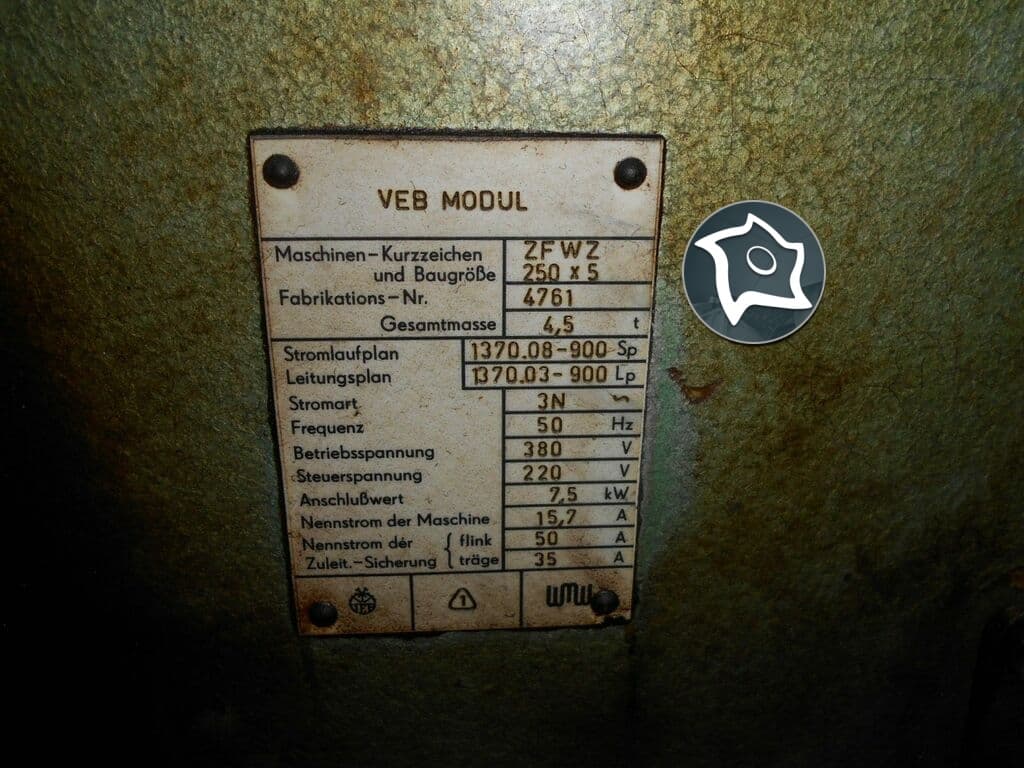 VEB MODUL
Maschinen-Kurzzeichen ZFWZ
und Baugröße 250 x 5
Fabrikations-Nr. 4761
Gesamtmasse 4,5 t
Stromlaufplan 1370.08-900 Sp
Leitungsplan 1370.03-900 Lp
Stromart 3N ~
Frequenz 50 Hz
Betriebsspannung 380 V
Steuerspannung 220 V
Anschlußwert 7,5 kW
Nennstrom der Maschine 15,7 A
Nennstrom der { flink 50 A
Zuleit.-Sicherung { träge 35 A
1 WMW